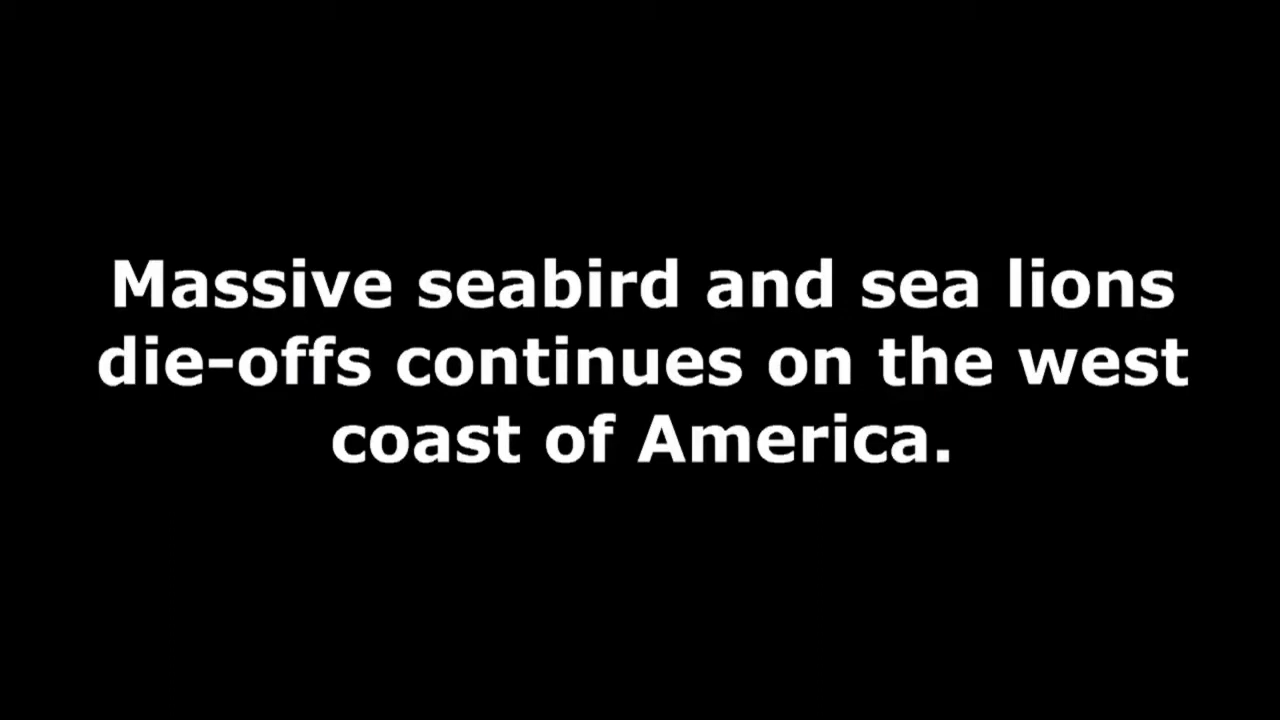 Massive seabird and sea lions
die-offs continues on the west
coast of America.